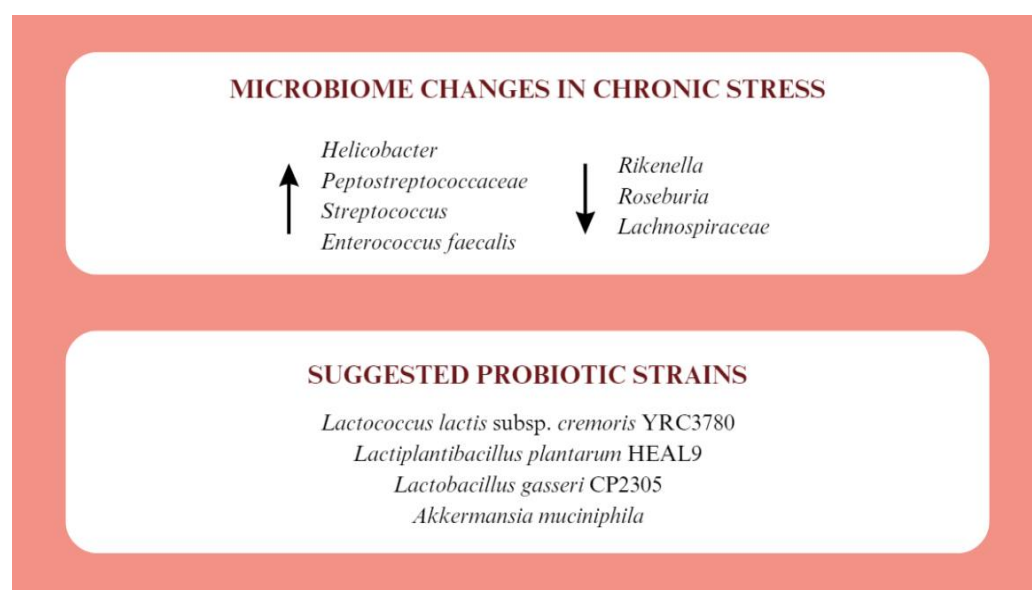 MICROBIOME CHANGES IN CHRONIC STRESS
Helicobacter
Peptostreptococcaceae
Streptococcus
Enterococcus faecalis
Rikenella
Roseburia
Lachnospiraceae
SUGGESTED PROBIOTIC STRAINS
Lactococcus lactis subsp. cremoris YRC3780
Lactiplantibacillus plantarum HEAL9
Lactobacillus gasseri CP2305
Akkermansia muciniphila